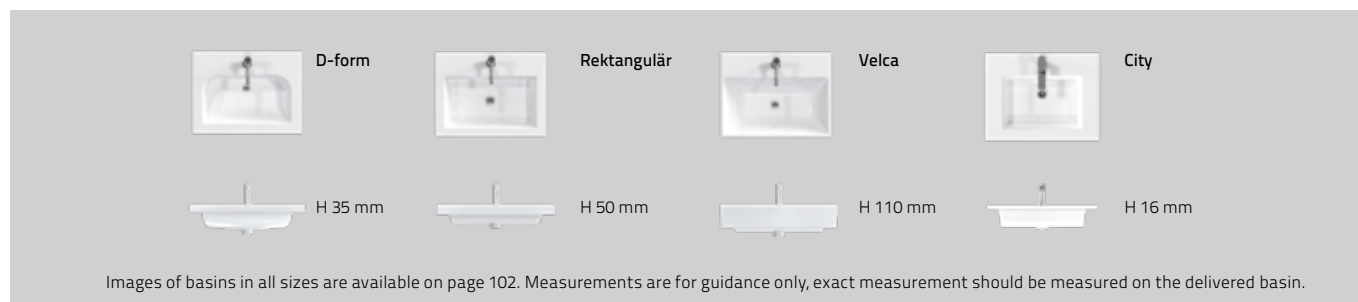 D-form
Rektangulär
Velca
City
H 35 mm
H 50 mm
H 110 mm
H 16 mm
Images of basins in all sizes are available on page 102. Measurements are for guidance only, exact measurement should be measured on the delivered basin.